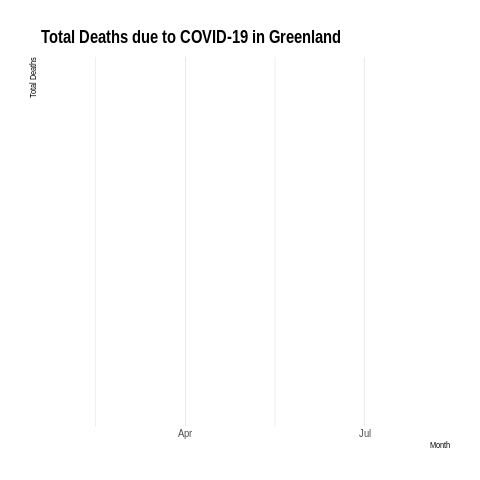 Total Deaths due to COVID-19 in Greenland
Total Deaths
Apr Jul
Month